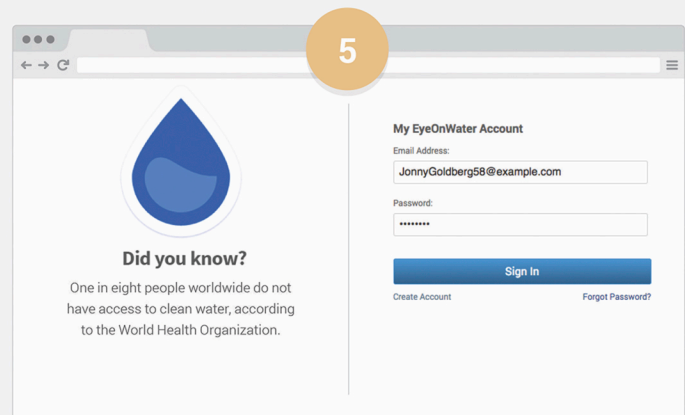 5
Did you know?
One in eight people worldwide do not
have access to clean water, according
to the World Health Organization.
My EyeOnWater Account
Email Address:
JonnyGoldberg58@example.com
Password:
••••••••
Sign In
Create Account
Forgot Password?